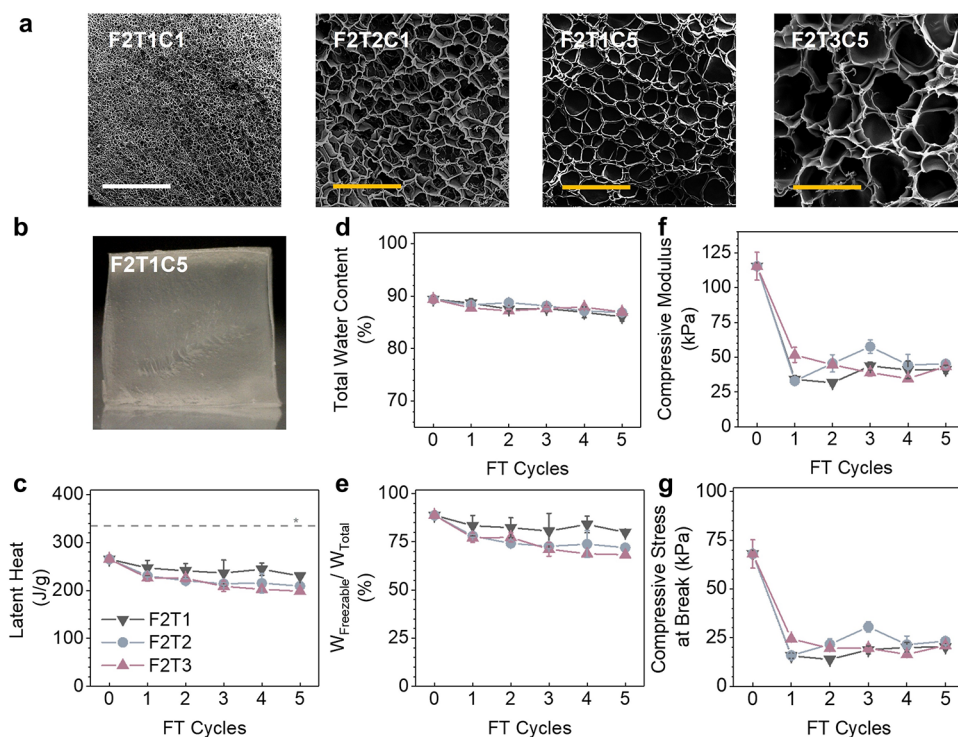 a
F2T1C1
F2T2C1
F2T1C5
F2T3C5
b
F2T1C5
d
100
90
80
70
Total Water Content
(%)
0 1 2 3 4 5
FT Cycles
f
125
100
75
50
25
0
Compressive Modulus
(kPa)
0 1 2 3 4 5
FT Cycles
c
400
300
200
100
0
Latent Heat
(J/g)
*
F2T1
F2T2
F2T3
0 1 2 3 4 5
FT Cycles
e
100
75
50
25
0
W_Freezable/ W_Total
(%)
0 1 2 3 4 5
FT Cycles
g
100
75
50
25
0
Compressive Stress
at Break (kPa)
0 1 2 3 4 5
FT Cycles